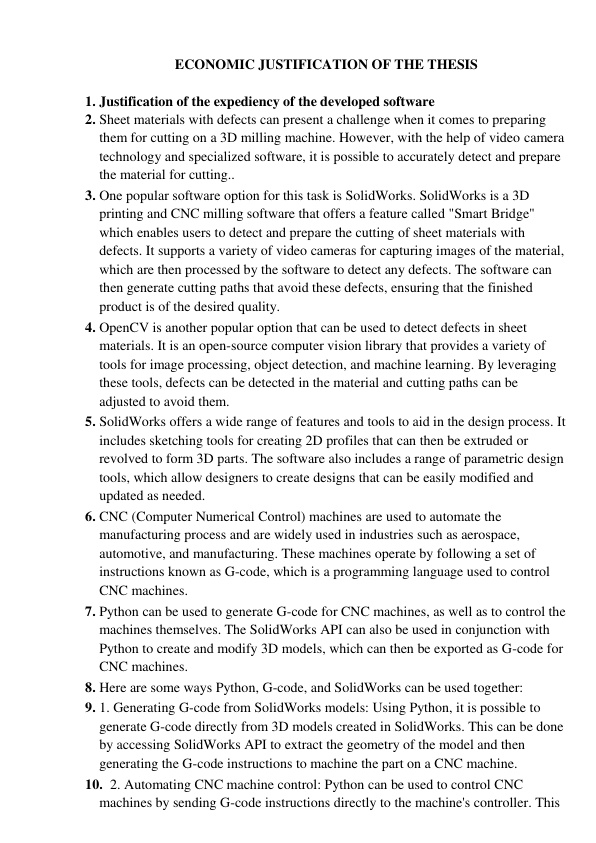 ECONOMIC JUSTIFICATION OF THE THESIS
1. Justification of the expediency of the developed software
2. Sheet materials with defects can present a challenge when it comes to preparing
them for cutting on a 3D milling machine. However, with the help of video camera
technology and specialized software, it is possible to accurately detect and prepare
the material for cutting..
3. One popular software option for this task is SolidWorks. SolidWorks is a 3D
printing and CNC milling software that offers a feature called "Smart Bridge"
which enables users to detect and prepare the cutting of sheet materials with
defects. It supports a variety of video cameras for capturing images of the material,
which are then processed by the software to detect any defects. The software can
then generate cutting paths that avoid these defects, ensuring that the finished
product is of the desired quality.
4. OpenCV is another popular option that can be used to detect defects in sheet
materials. It is an open-source computer vision library that provides a variety of
tools for image processing, object detection, and machine learning. By leveraging
these tools, defects can be detected in the material and cutting paths can be
adjusted to avoid them.
5. SolidWorks offers a wide range of features and tools to aid in the design process. It
includes sketching tools for creating 2D profiles that can then be extruded or
revolved to form 3D parts. The software also includes a range of parametric design
tools, which allow designers to create designs that can be easily modified and
updated as needed.
6. CNC (Computer Numerical Control) machines are used to automate the
manufacturing process and are widely used in industries such as aerospace,
automotive, and manufacturing. These machines operate by following a set of
instructions known as G-code, which is a programming language used to control
CNC machines.
7. Python can be used to generate G-code for CNC machines, as well as to control the
machines themselves. The SolidWorks API can also be used in conjunction with
Python to create and modify 3D models, which can then be exported as G-code for
CNC machines.
8. Here are some ways Python, G-code, and SolidWorks can be used together:
9. 1. Generating G-code from SolidWorks models: Using Python, it is possible to
generate G-code directly from 3D models created in SolidWorks. This can be done
by accessing SolidWorks API to extract the geometry of the model and then
generating the G-code instructions to machine the part on a CNC machine.
10. 2. Automating CNC machine control: Python can be used to control CNC
machines by sending G-code instructions directly to the machine's controller. This